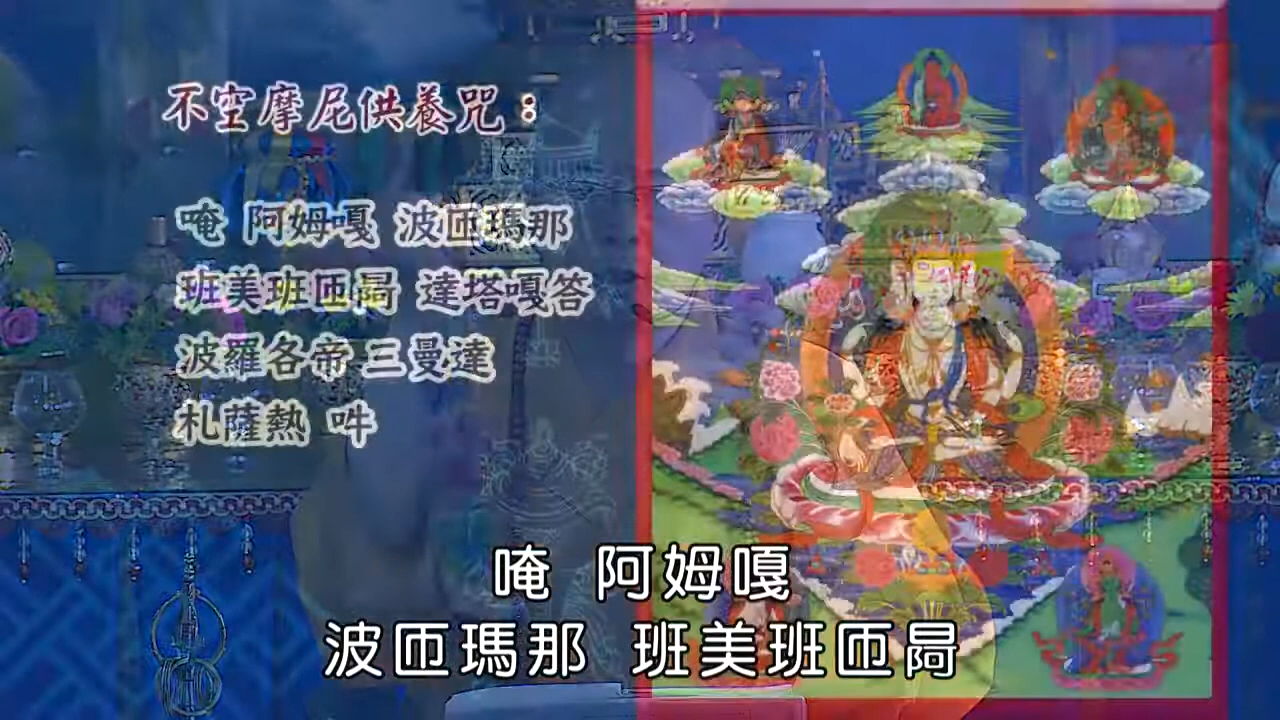 不空摩尼供養咒：
唵 阿姆嘎 波匝瑪那
班美班匝咼 達塔嘎答
波羅各帝 三曼達
札薩熱 吽
唵 阿姆嘎
波匝瑪那 班美班匝咼